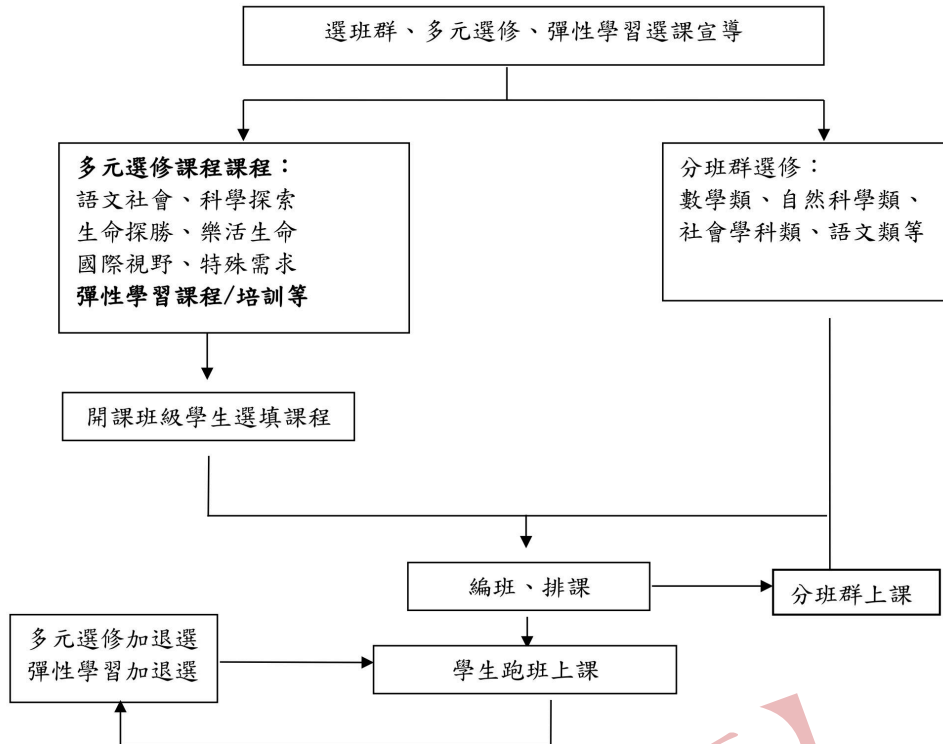 選班群、多元選修、彈性學習選課宣導
多元選修課程課程：
語文社會、科學探索
生命探勝、樂活生命
國際視野、特殊需求
彈性學習課程/培訓等
分班群選修：
數學類、自然科學類、
社會學科類、語文類等
開課班級學生選填課程
編班、排課
分班群上課
多元選修加退選
彈性學習加退選
學生跑班上課